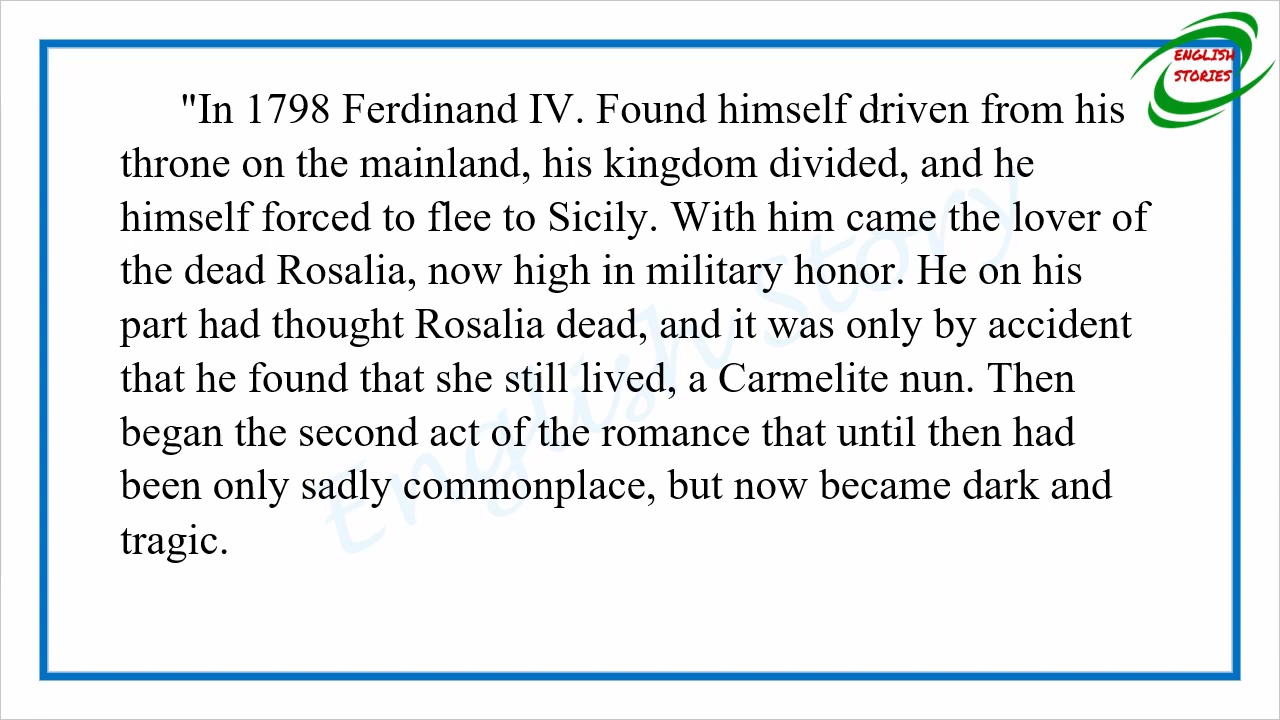 ENGLISH
STORIES
"In 1798 Ferdinand IV. Found himself driven from his
throne on the mainland, his kingdom divided, and he
himself forced to flee to Sicily. With him came the lover of
the dead Rosalia, now high in military honor. He on his
part had thought Rosalia dead, and it was only by accident
that he found that she still lived, a Carmelite nun. Then
began the second act of the romance that until then had
been only sadly commonplace, but now became dark and
tragic.
English Story